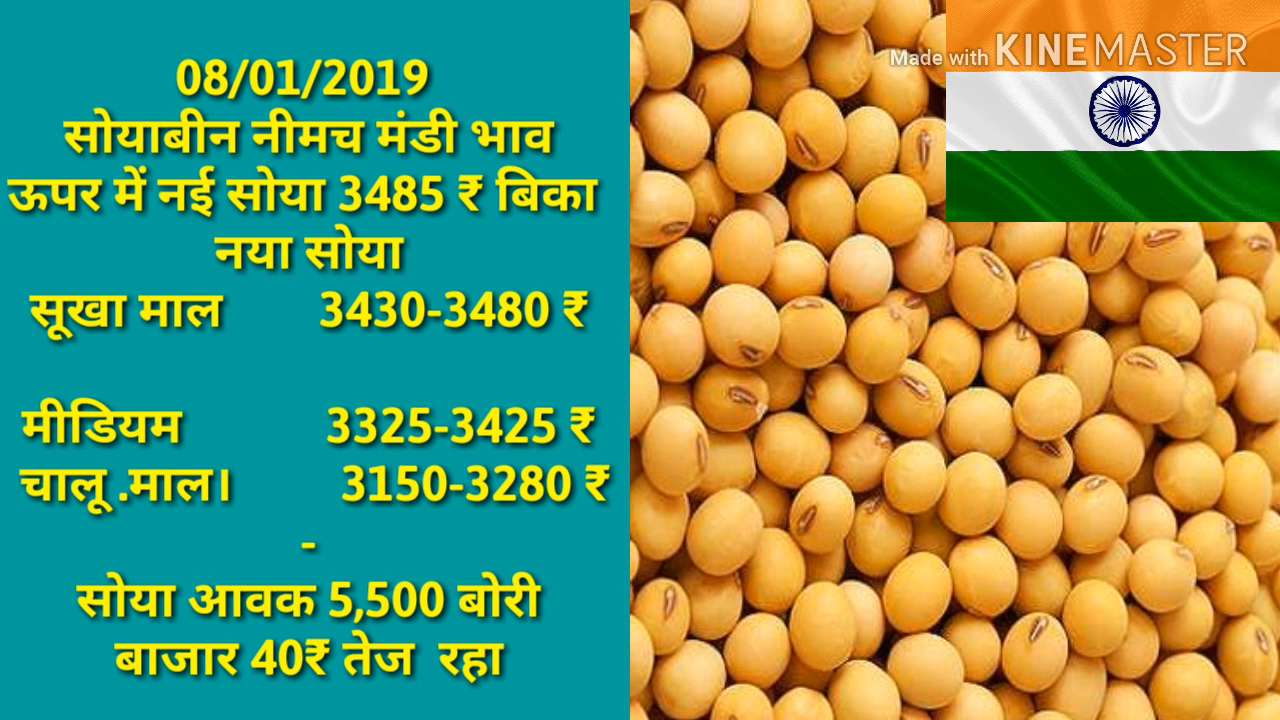 08/01/2019
सोयाबीन नीमच मंडी भाव
ऊपर में नई सोया 3485 ₹ बिका
नया सोया
सूखा माल 3430-3480 ₹
मीडियम 3325-3425 ₹
चालू .माल। 3150-3280 ₹
-
सोया आवक 5,500 बोरी
बाजार 40₹ तेज रहा
Made with KINEMASTER